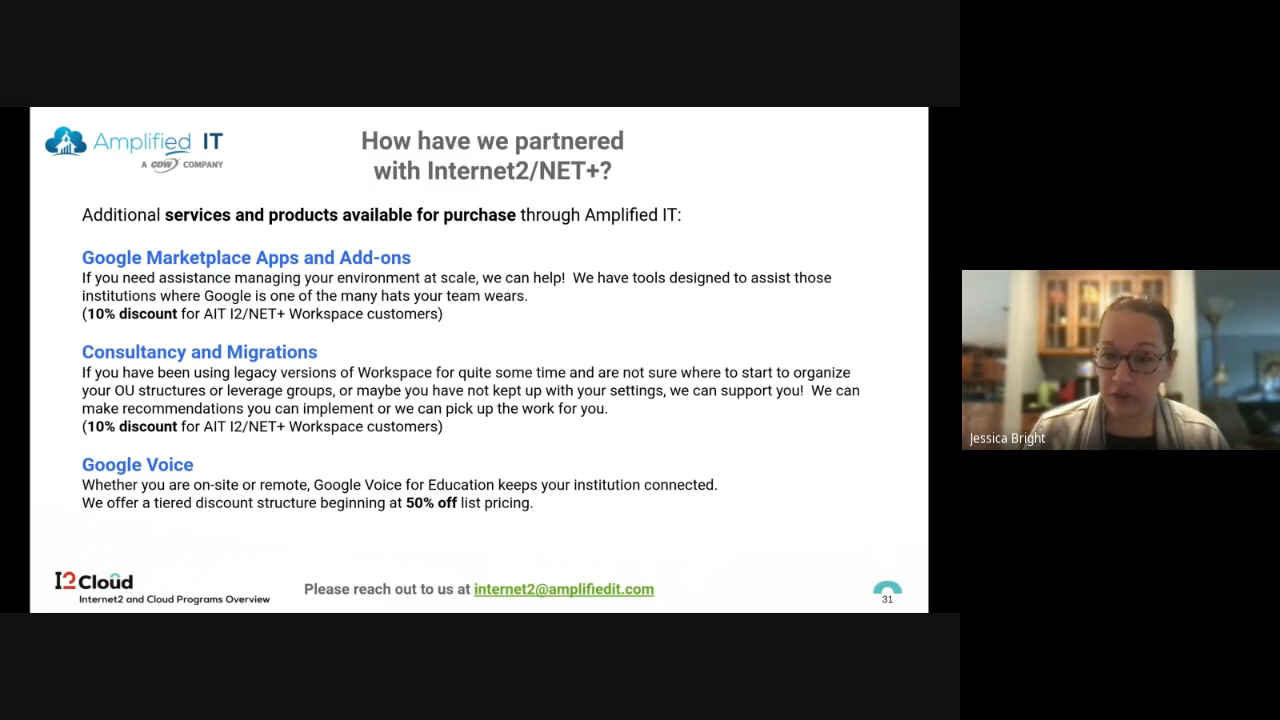 Amplified IT
A CDW COMPANY
How have we partnered
with Internet2/NET+?
Additional services and products available for purchase through Amplified IT:
Google Marketplace Apps and Add-ons
If you need assistance managing your environment at scale, we can help!  We have tools designed to assist those
institutions where Google is one of the many hats your team wears.
(10% discount for AIT I2/NET+ Workspace customers)
Consultancy and Migrations
If you have been using legacy versions of Workspace for quite some time and are not sure where to start to organize
your OU structures or leverage groups, or maybe you have not kept up with your settings, we can support you!  We can
make recommendations you can implement or we can pick up the work for you.
(10% discount for AIT I2/NET+ Workspace customers)
Google Voice
Whether you are on-site or remote, Google Voice for Education keeps your institution connected.
We offer a tiered discount structure beginning at 50% off list pricing.
I2 Cloud
Internet2 and Cloud Programs Overview
Please reach out to us at internet2@amplifiedit.com
31
Jessica Bright